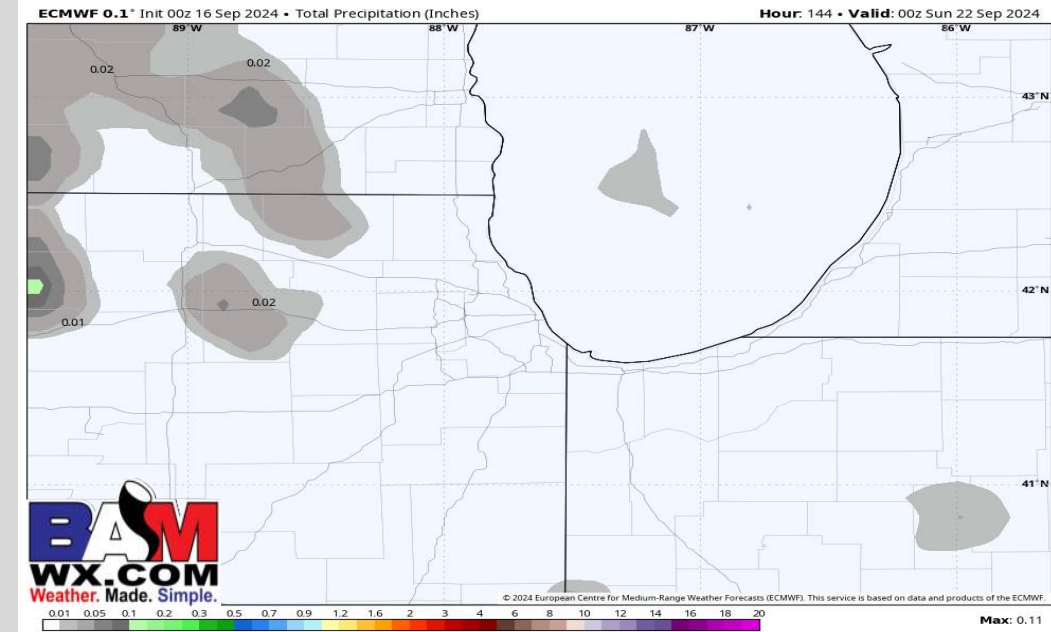 ECMWF 0.1° Init 00z 16 Sep 2024 • Total Precipitation (Inches)
Hour: 144 • Valid: 00z Sun 22 Sep 2024
89°W 88°W 87°W 86°W
0.02
0.02
43°N
42°N
0.02
0.01
41°N
BAM
WX.COM
Weather. Made. Simple.
© 2024 European Centre for Medium-Range Weather Forecasts (ECMWF). This service is based on data and products of the ECMWF.
0.01 0.05 0.1 0.2 0.3 0.5 0.7 0.9 1.2 1.6 2 3 4 6 8 10 12 14 16 18 20
Max: 0.11